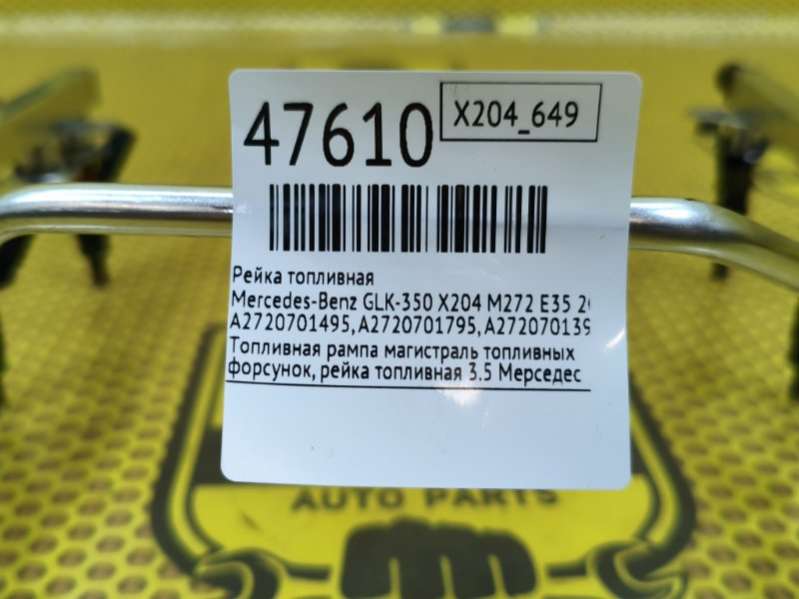 47610
X204_649
Рейка топливная
Mercedes-Benz GLK-350 X204 M272 E35
A2720701495, A2720701795, A272070139
Топливная рампа магистраль топливных
форсунок, рейка топливная 3.5 Мерседес
AUTO PARTS